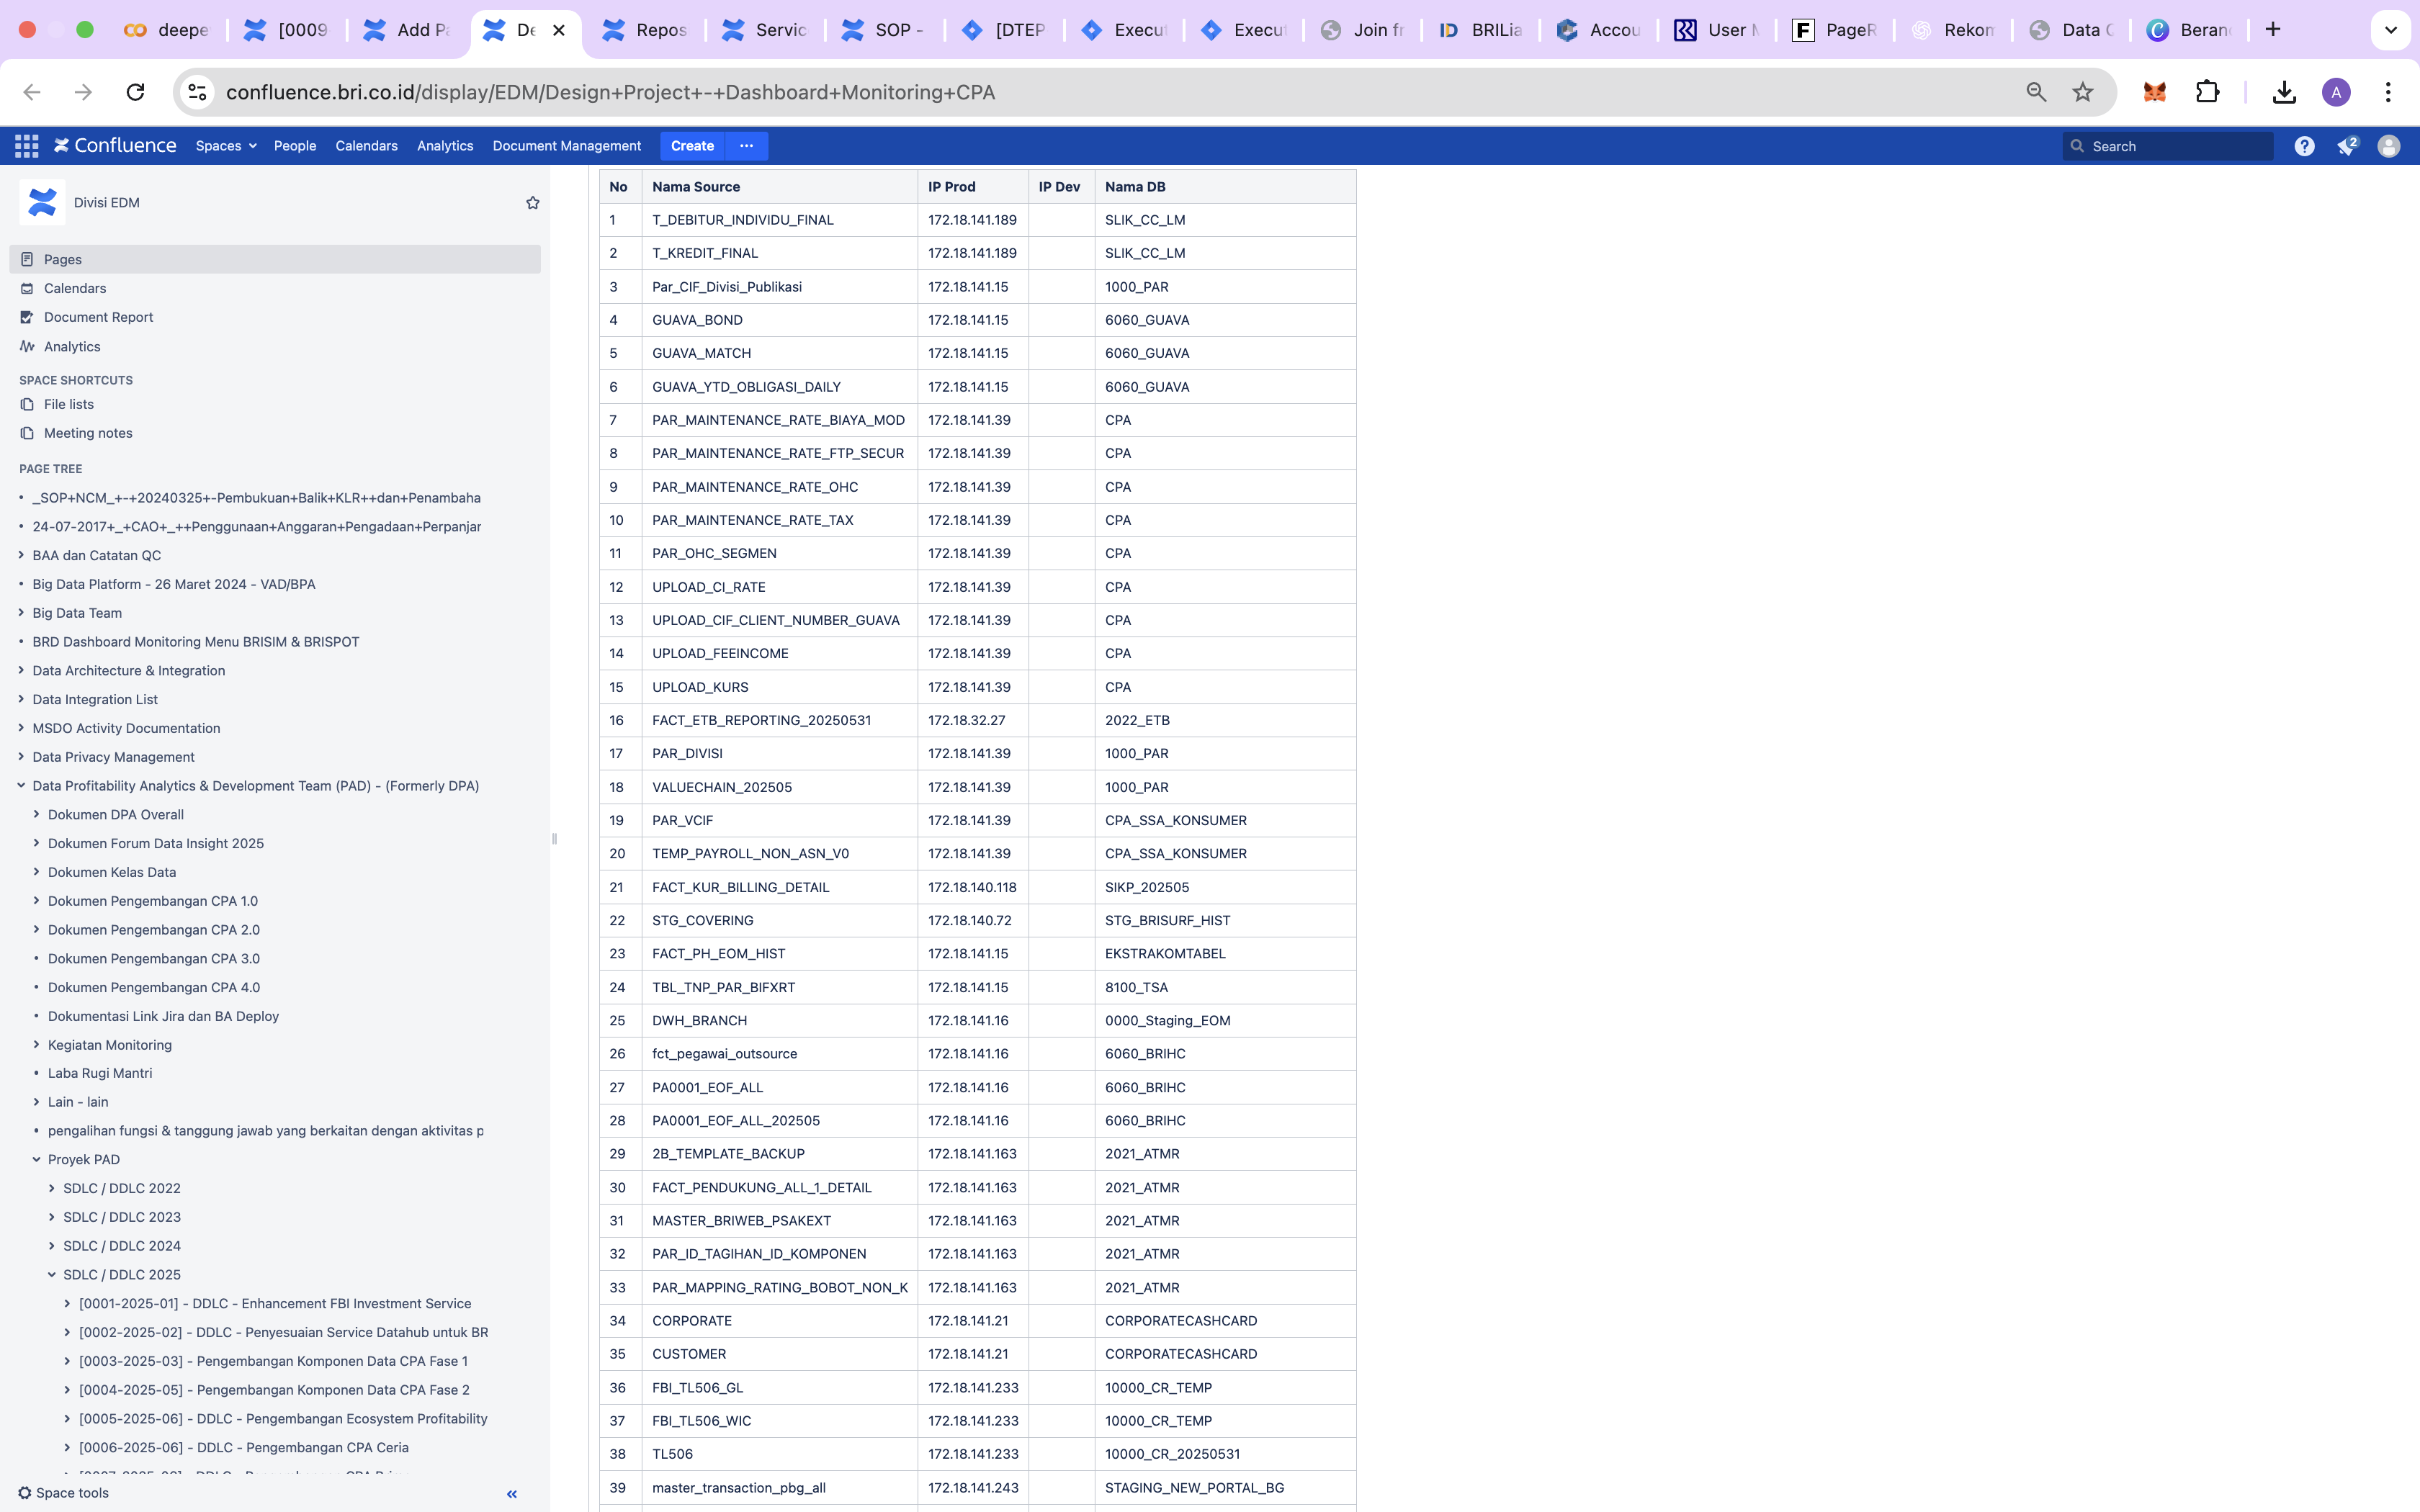 deepe
[0009
Add Pa
De
Repos
Servic
SOP -
[DTEP
Execu
Execu
Join fr
BRILia
Accou
User M
PageR
Rekom
Data C
Beran
confluence.bri.co.id/display/EDM/Design+Project+-+Dashboard+Monitoring+CPA
A
Confluence Spaces People Calendars Analytics Document Management Create ... Search 2
Divisi EDM
Pages
Calendars
Document Report
Analytics
SPACE SHORTCUTS
File lists
Meeting notes
PAGE TREE
_SOP+NCM_+-+20240325+-Pembukuan+Balik+KLR++dan+Penambaha
24-07-2017+_+CAO+_++Penggunaan+Anggaran+Pengadaan+Perpanjar
BAA dan Catatan QC
Big Data Platform - 26 Maret 2024 - VAD/BPA
Big Data Team
BRD Dashboard Monitoring Menu BRISIM & BRISPOT
Data Architecture & Integration
Data Integration List
MSDO Activity Documentation
Data Privacy Management
Data Profitability Analytics & Development Team (PAD) - (Formerly DPA)
Dokumen DPA Overall
Dokumen Forum Data Insight 2025
Dokumen Kelas Data
Dokumen Pengembangan CPA 1.0
Dokumen Pengembangan CPA 2.0
Dokumen Pengembangan CPA 3.0
Dokumen Pengembangan CPA 4.0
Dokumentasi Link Jira dan BA Deploy
Kegiatan Monitoring
Laba Rugi Mantri
Lain - lain
pengalihan fungsi & tanggung jawab yang berkaitan dengan aktivitas p
Proyek PAD
SDLC / DDLC 2022
SDLC / DDLC 2023
SDLC / DDLC 2024
SDLC / DDLC 2025
[0001-2025-01] - DDLC - Enhancement FBI Investment Service
[0002-2025-02] - DDLC - Penyesuaian Service Datahub untuk BR
[0003-2025-03] - Pengembangan Komponen Data CPA Fase 1
[0004-2025-05] - Pengembangan Komponen Data CPA Fase 2
[0005-2025-06] - DDLC - Pengembangan Ecosystem Profitability
[0006-2025-06] - DDLC - Pengembangan CPA Ceria
Space tools
No Nama Source IP Prod IP Dev Nama DB
1 T_DEBITUR_INDIVIDU_FINAL 172.18.141.189 SLIK_CC_LM
2 T_KREDIT_FINAL 172.18.141.189 SLIK_CC_LM
3 Par_CIF_Divisi_Publikasi 172.18.141.15 1000_PAR
4 GUAVA_BOND 172.18.141.15 6060_GUAVA
5 GUAVA_MATCH 172.18.141.15 6060_GUAVA
6 GUAVA_YTD_OBLIGASI_DAILY 172.18.141.15 6060_GUAVA
7 PAR_MAINTENANCE_RATE_BIAYA_MOD 172.18.141.39 CPA
8 PAR_MAINTENANCE_RATE_FTP_SECUR 172.18.141.39 CPA
9 PAR_MAINTENANCE_RATE_OHC 172.18.141.39 CPA
10 PAR_MAINTENANCE_RATE_TAX 172.18.141.39 CPA
11 PAR_OHC_SEGMEN 172.18.141.39 CPA
12 UPLOAD_CI_RATE 172.18.141.39 CPA
13 UPLOAD_CIF_CLIENT_NUMBER_GUAVA 172.18.141.39 CPA
14 UPLOAD_FEEINCOME 172.18.141.39 CPA
15 UPLOAD_KURS 172.18.141.39 CPA
16 FACT_ETB_REPORTING_20250531 172.18.32.27 2022_ETB
17 PAR_DIVISI 172.18.141.39 1000_PAR
18 VALUECHAIN_202505 172.18.141.39 1000_PAR
19 PAR_VCIF 172.18.141.39 CPA_SSA_KONSUMER
20 TEMP_PAYROLL_NON_ASN_V0 172.18.141.39 CPA_SSA_KONSUMER
21 FACT_KUR_BILLING_DETAIL 172.18.140.118 SIKP_202505
22 STG_COVERING 172.18.140.72 STG_BRISURF_HIST
23 FACT_PH_EOM_HIST 172.18.141.15 EKSTRAKOMTABEL
24 TBL_TNP_PAR_BIFXRT 172.18.141.15 8100_TSA
25 DWH_BRANCH 172.18.141.16 0000_Staging_EOM
26 fct_pegawai_outsource 172.18.141.16 6060_BRIHC
27 PA0001_EOF_ALL 172.18.141.16 6060_BRIHC
28 PA0001_EOF_ALL_202505 172.18.141.16 6060_BRIHC
29 2B_TEMPLATE_BACKUP 172.18.141.163 2021_ATMR
30 FACT_PENDUKUNG_ALL_1_DETAIL 172.18.141.163 2021_ATMR
31 MASTER_BRIWEB_PSAKEXT 172.18.141.163 2021_ATMR
32 PAR_ID_TAGIHAN_ID_KOMPONEN 172.18.141.163 2021_ATMR
33 PAR_MAPPING_RATING_BOBOT_NON_K 172.18.141.163 2021_ATMR
34 CORPORATE 172.18.141.21 CORPORATECASHCARD
35 CUSTOMER 172.18.141.21 CORPORATECASHCARD
36 FBI_TL506_GL 172.18.141.233 10000_CR_TEMP
37 FBI_TL506_WIC 172.18.141.233 10000_CR_TEMP
38 TL506 172.18.141.233 10000_CR_20250531
39 master_transaction_pbg_all 172.18.141.243 STAGING_NEW_PORTAL_BG